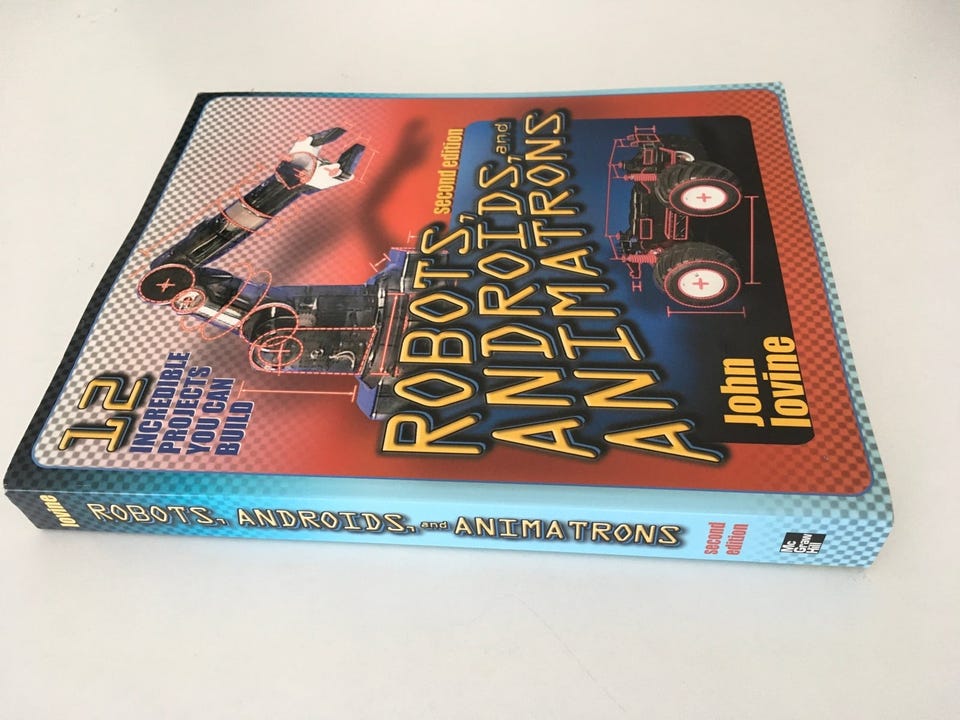 12
INCREDIBLE
PROJECTS
YOU CAN
BUILD
second edition
ROBOTS,
ANDROIDS, and
ANIMATRONS
John
Iovine
Iovine
ROBOTS, ANDROIDS, and ANIMATRONS
second
edition
Mc
Graw
Hill